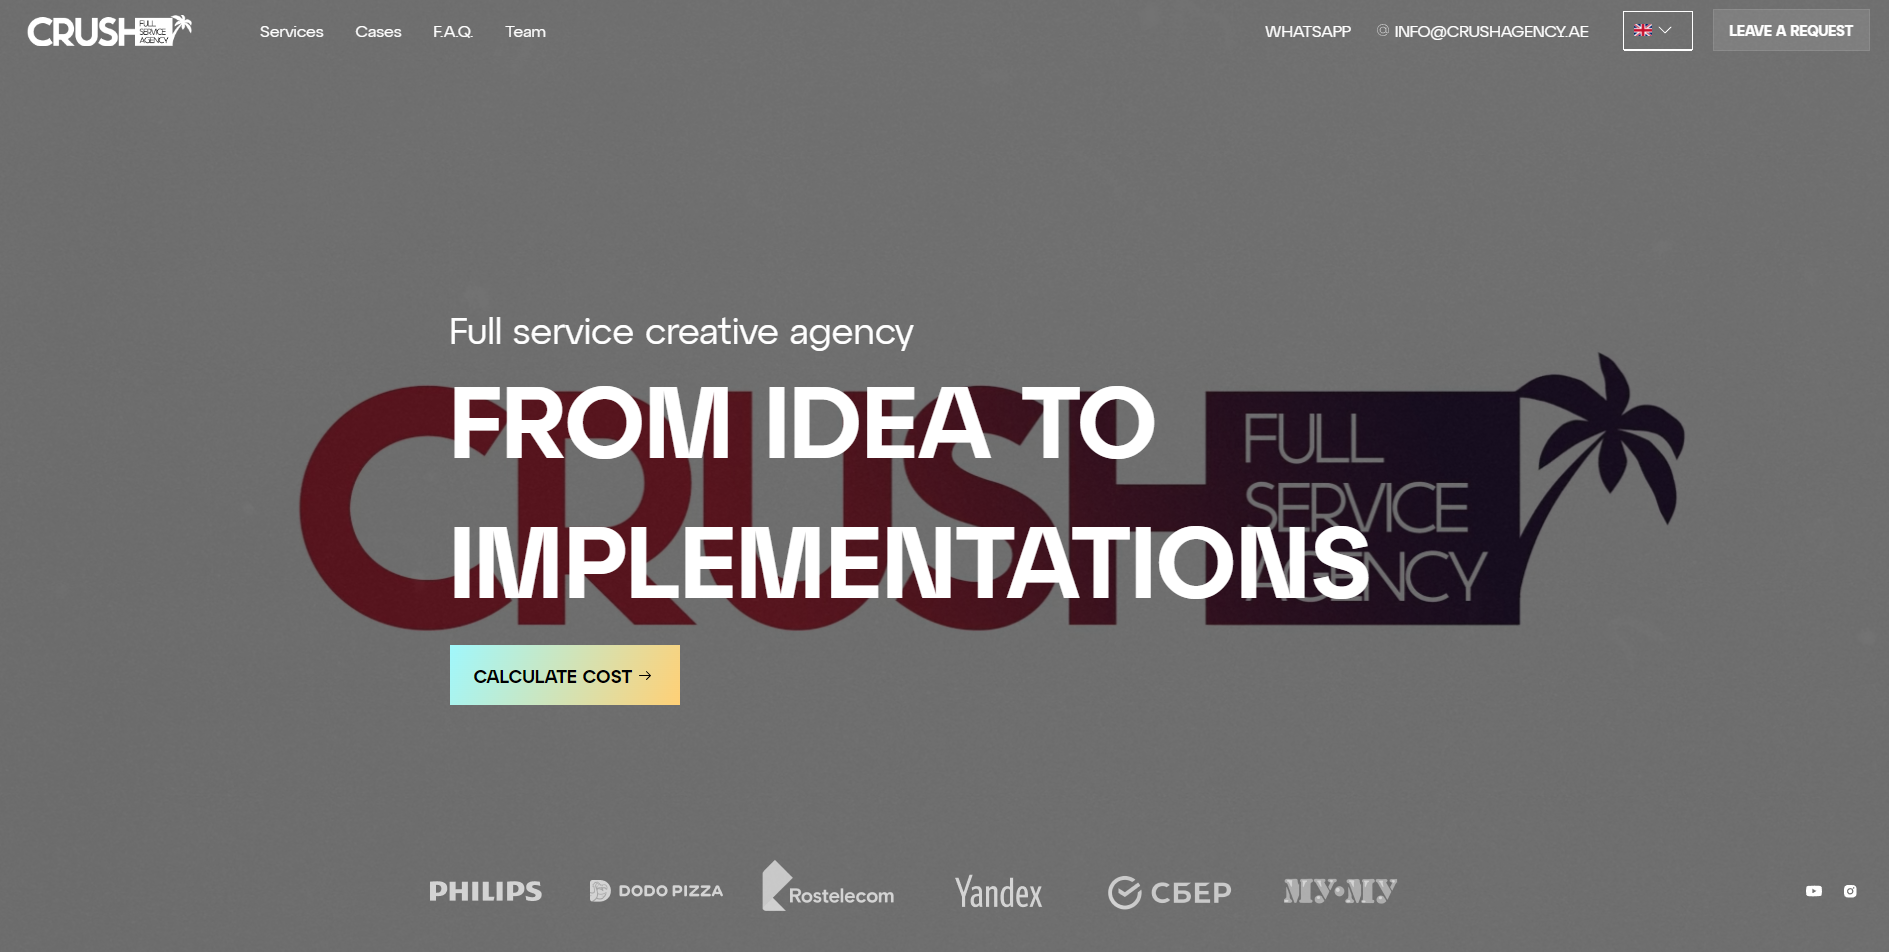 CRUSH FULL SERVICE AGENCY
Services Cases F.A.Q. Team
WHATSAPP
INFO@CRUSHAGENCY.AE
LEAVE A REQUEST
Full service creative agency
FROM IDEA TO
IMPLEMENTATIONS
CRUSH
FULL
SERVICE
AGENCY
CALCULATE COST →
PHILIPS
DODO PIZZA
Rostelecom
Yandex
СБЕР
МУ•МУ